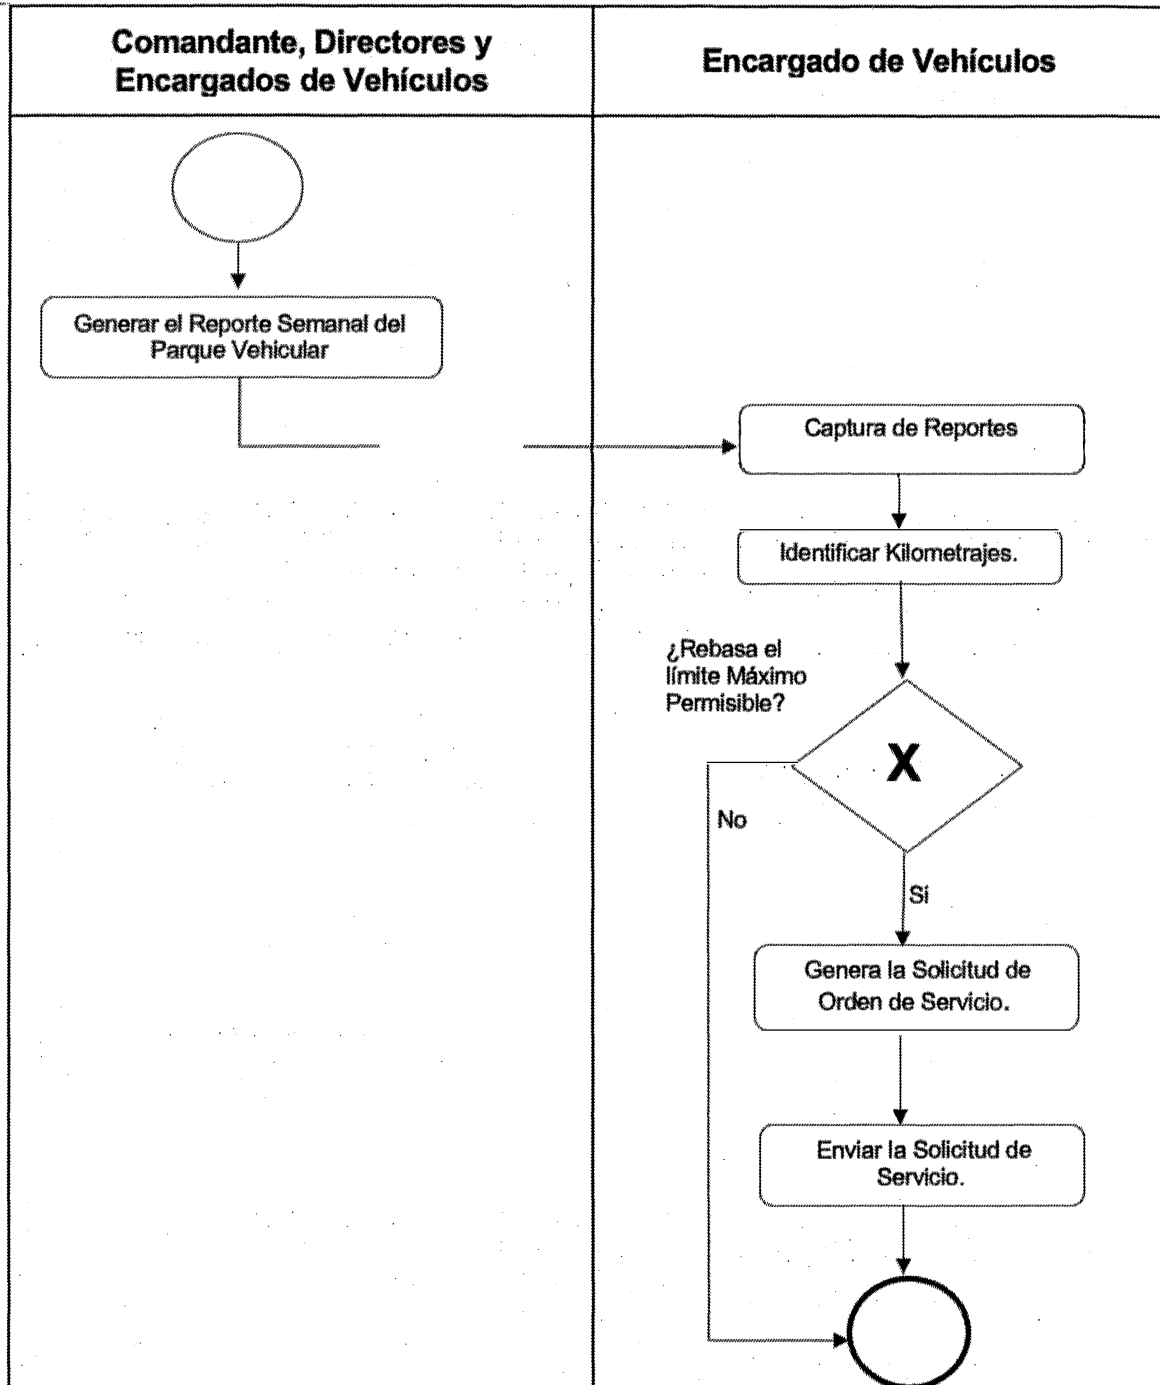 Comandante, Directores y
Encargados de Vehículos
Encargado de Vehículos
Generar el Reporte Semanal del
Parque Vehicular
Captura de Reportes
Identificar Kilometrajes.
¿Rebasa el
límite Máximo
Permisible?
X
No
Sí
Genera la Solicitud de
Orden de Servicio.
Enviar la Solicitud de
Servicio.